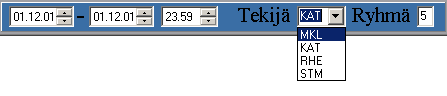 01.12.01 - 01.12.01 23.59 Tekijä KAT Ryhmä 5
MKL
KAT
RHE
STM